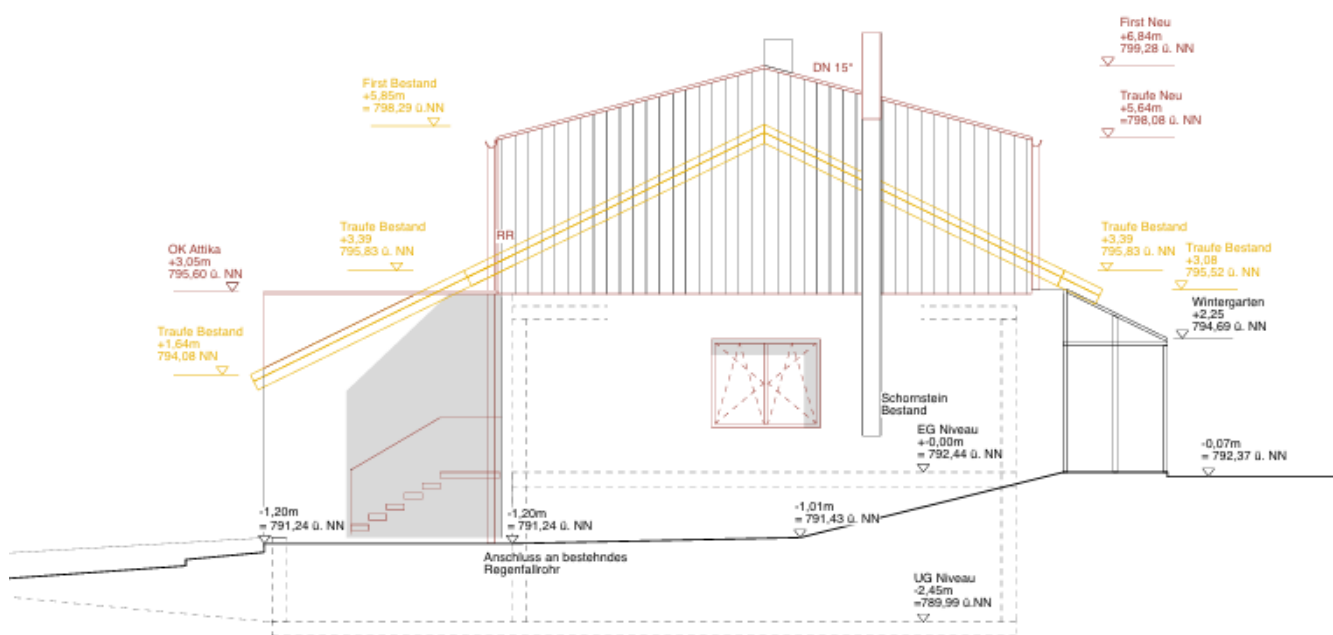 First Neu
+6,84m
799,28 ü. NN
DN 15°
First Bestand
+5,85m
= 798,29 ü.NN
Traufe Neu
+5,64m
=798,08 ü. NN
Traufe Bestand
+3,39
795,83 ü. NN
RR
OK Attika
+3,05m
795,60 ü. NN
Traufe Bestand
+3,39
795,83 ü. NN
Traufe Bestand
+3,08
795,52 ü. NN
Wintergarten
+2,25
794,69 ü. NN
Traufe Bestand
+1,64m
794,08 ü. NN
Schornstein
Bestand
EG Niveau
+-0,00m
= 792,44 ü. NN
-0,07m
= 792,37 ü. NN
-1,20m
= 791,24 ü. NN
-1,20m
= 791,24 ü. NN
-1,01m
= 791,43 ü. NN
Anschluss an bestehndes
Regenfallrohr
UG Niveau
-2,45m
=789,99 ü.NN